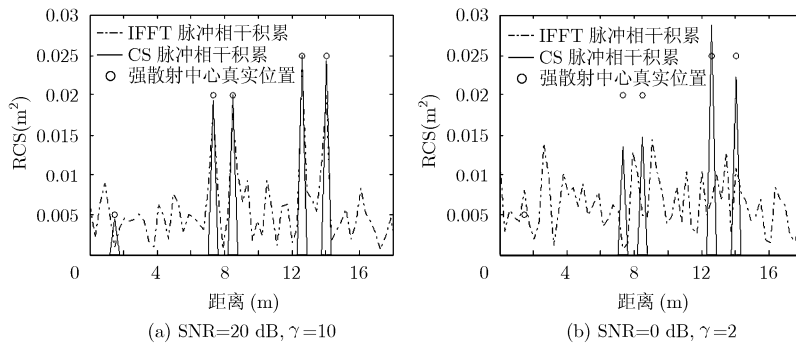 0.03
0.025
0.02
0.015
0.01
0.005
0
4
8
12
16
RCS(m²)
距离 (m)
IFFT 脉冲相干积累
CS 脉冲相干积累
强散射中心真实位置
(a) SNR=20 dB, γ=10
0.03
0.025
0.02
0.015
0.01
0.005
0
4
8
12
16
RCS(m²)
距离 (m)
IFFT 脉冲相干积累
CS 脉冲相干积累
强散射中心真实位置
(b) SNR=0 dB, γ=2